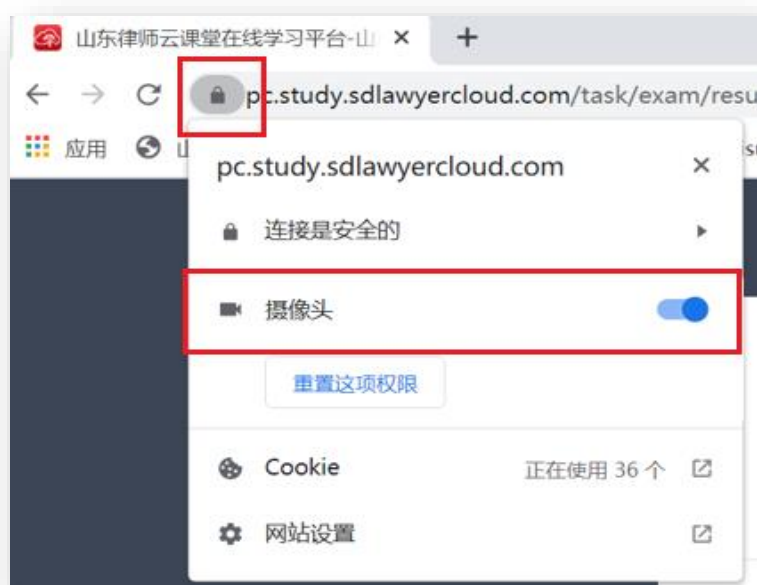 山东律师云课堂在线学习平台-山
pc.study.sdlawyercloud.com/task/exam/resu
应用
pc.study.sdlawyercloud.com
连接是安全的
摄像头
重置这项权限
Cookie 正在使用 36 个
网站设置